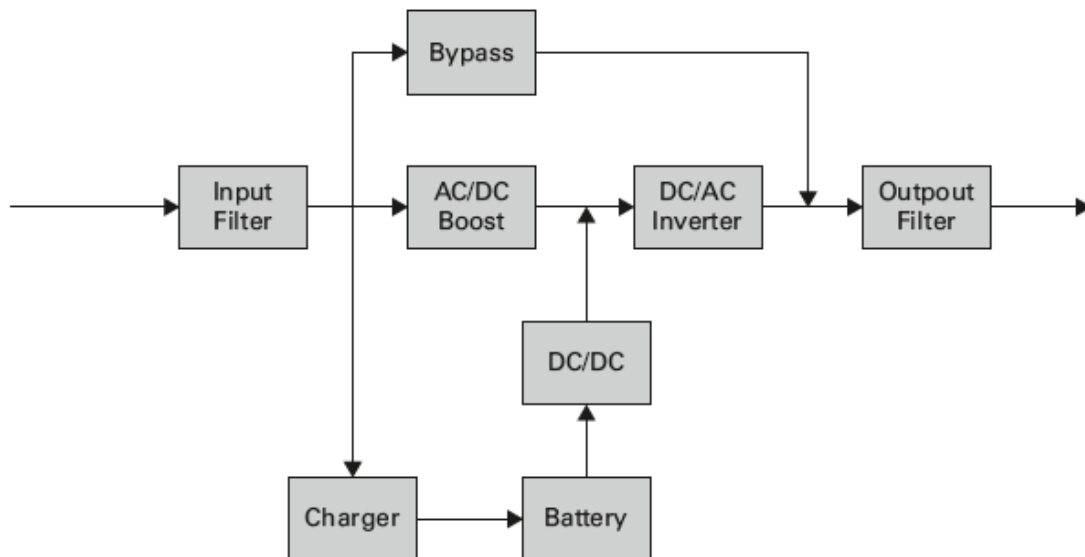 Bypass
Input
Filter
AC/DC
Boost
DC/AC
Inverter
Outpout
Filter
DC/DC
Charger
Battery